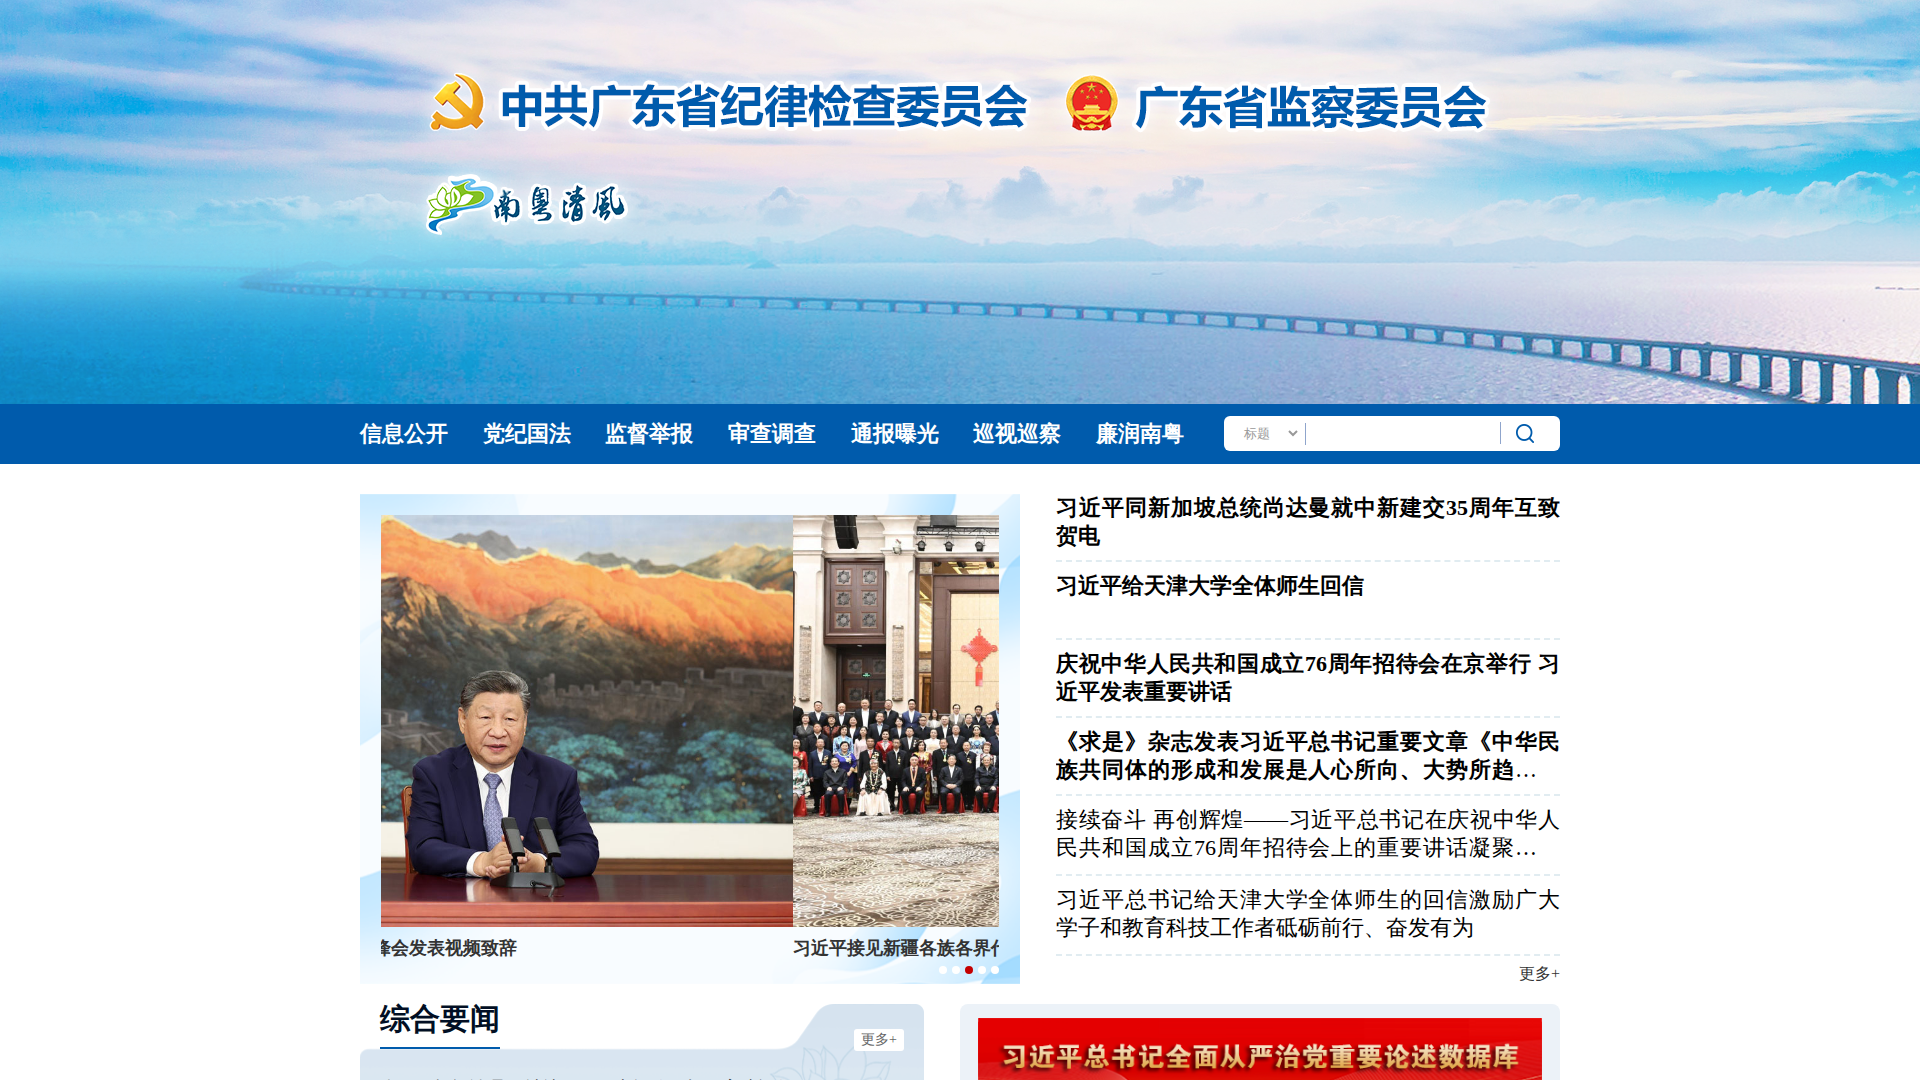 中共广东省纪律检查委员会 广东省监察委员会
南粤清风
信息公开 党纪国法 监督举报 审查调查 通报曝光 巡视巡察 廉润南粤 标题
习近平同新加坡总统尚达曼就中新建交35周年互致
贺电
习近平给天津大学全体师生回信
庆祝中华人民共和国成立76周年招待会在京举行 习
近平发表重要讲话
《求是》杂志发表习近平总书记重要文章《中华民
族共同体的形成和发展是人心所向、大势所趋…
接续奋斗 再创辉煌——习近平总书记在庆祝中华人
民共和国成立76周年招待会上的重要讲话凝聚…
习近平总书记给天津大学全体师生的回信激励广大
学子和教育科技工作者砥砺前行、奋发有为
更多+
峰会发表视频致辞
习近平接见新疆各族各界代
综合要闻
更多+
习近平总书记全面从严治党重要论述数据库